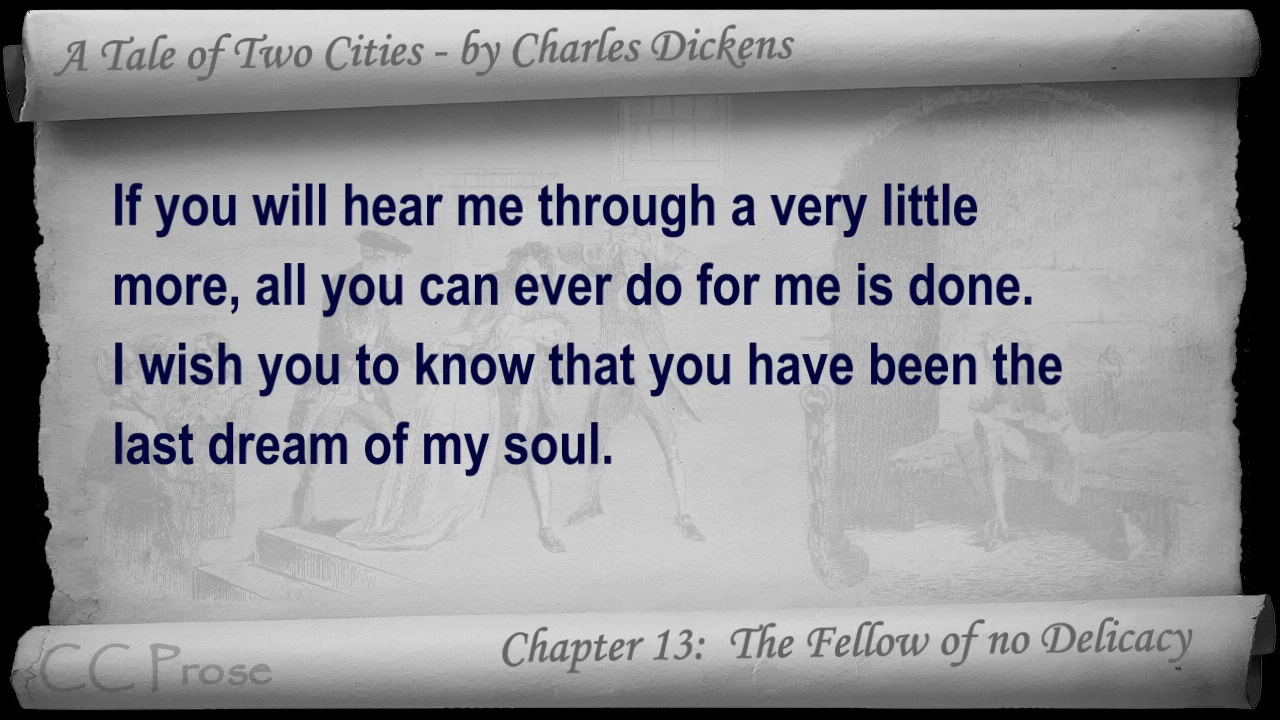 A Tale of Two Cities - by Charles Dickens
If you will hear me through a very little
more, all you can ever do for me is done.
I wish you to know that you have been the
last dream of my soul.
Chapter 13: The Fellow of no Delicacy
CC Prose